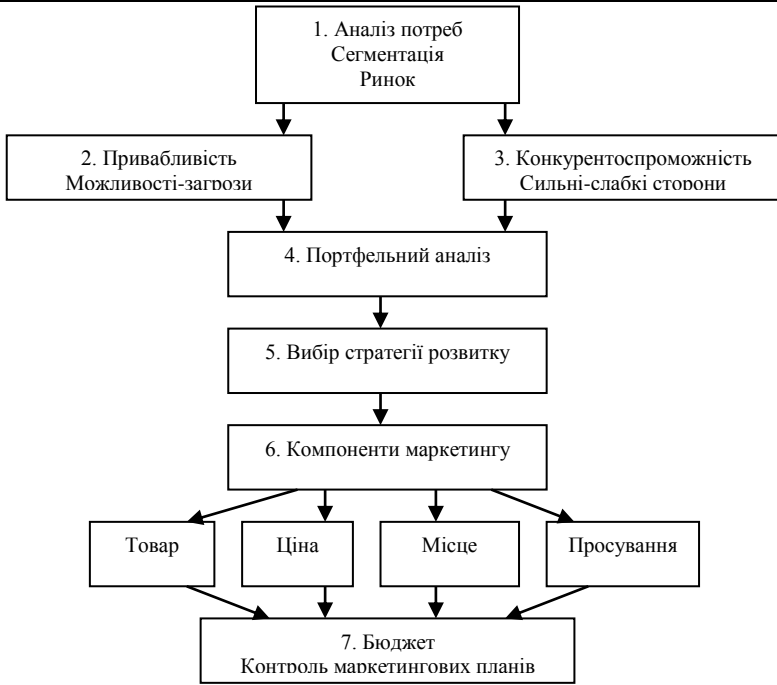 1. Аналіз потреб
Сегментація
Ринок
2. Привабливість
Можливості-загрози
3. Конкурентоспроможність
Сильні-слабкі сторони
4. Портфельний аналіз
5. Вибір стратегії розвитку
6. Компоненти маркетингу
Товар
Ціна
Місце
Просування
7. Бюджет
Контроль маркетингових планів